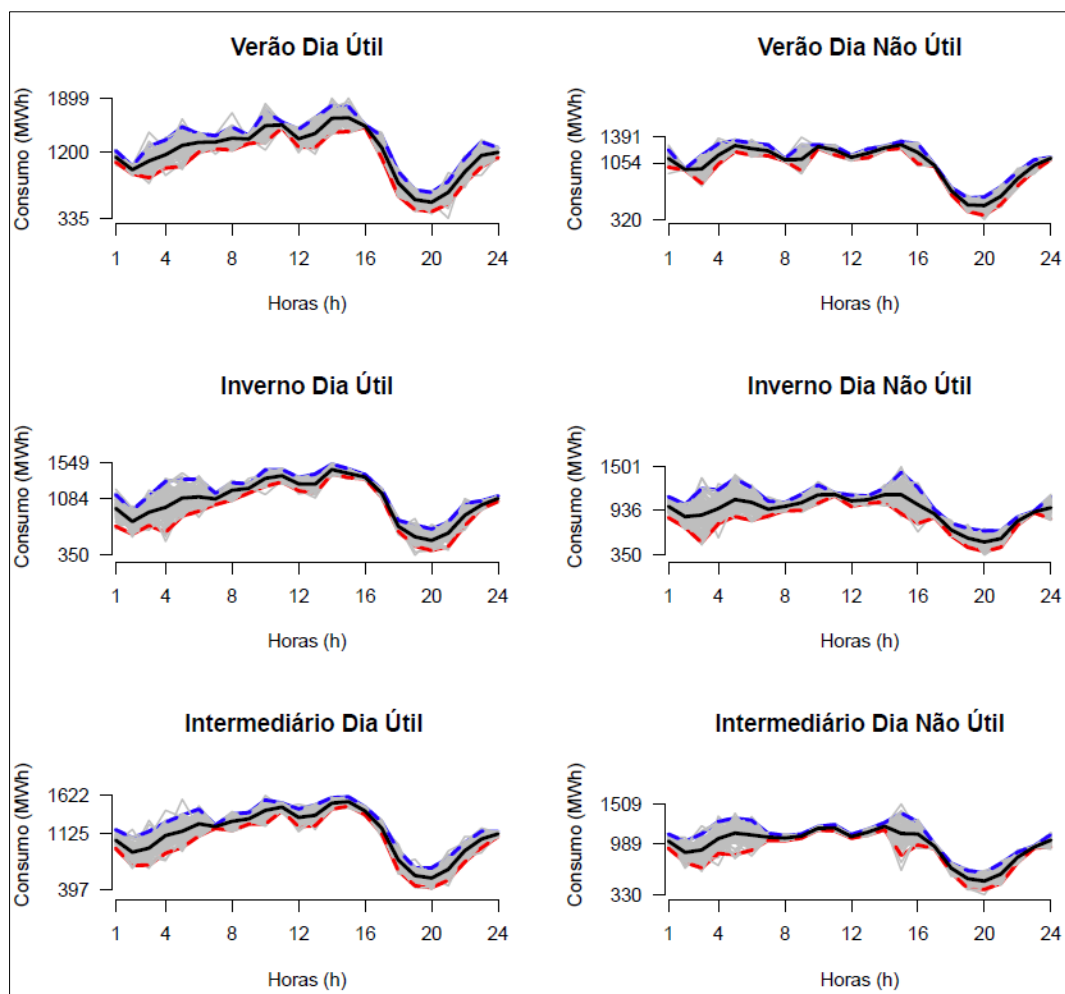 Verão Dia Útil
Consumo (MWh)
1899
1200
335
1 4 8 12 16 20 24
Horas (h)
Verão Dia Não Útil
Consumo (MWh)
1391
1054
320
1 4 8 12 16 20 24
Horas (h)
Inverno Dia Útil
Consumo (MWh)
1549
1084
350
1 4 8 12 16 20 24
Horas (h)
Inverno Dia Não Útil
Consumo (MWh)
1501
936
350
1 4 8 12 16 20 24
Horas (h)
Intermediário Dia Útil
Consumo (MWh)
1622
1125
397
1 4 8 12 16 20 24
Horas (h)
Intermediário Dia Não Útil
Consumo (MWh)
1509
989
330
1 4 8 12 16 20 24
Horas (h)